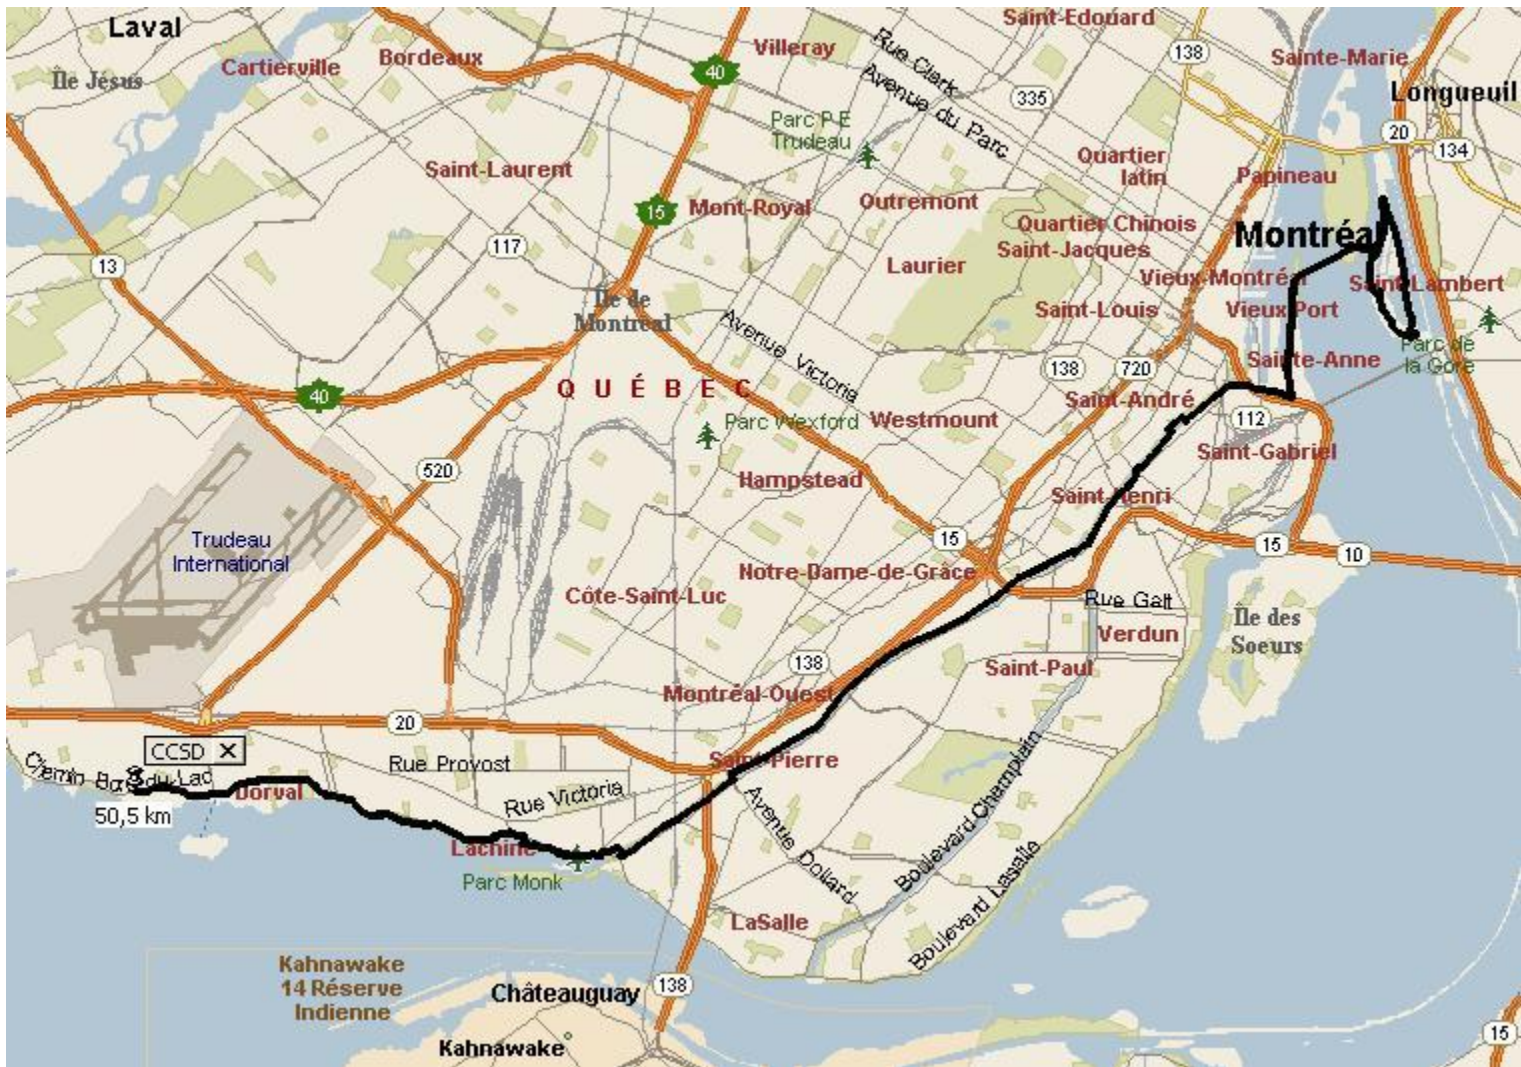 Saint-Edouard
Laval
Villeray
Rue Clark
138
Sainte-Marie
Bordeaux
Cartierville
Île Jésus
40
Avenue du Parc
335
Longueuil
Parc P E
Trudeau
20
134
Saint-Laurent
Quartier
latin
Papineau
15
Mont-Royal
Outremont
Quartier Chinois
Montréal
117
Saint-Jacques
13
Laurier
Vieux-Montréal
Saint-Lambert
Île de
Montréal
Saint-Louis
Vieux Port
Avenue Victoria
Parc de
la Gore
Sainte-Anne
138
720
QUÉBEC
40
Saint-André
Parc Wexford
Westmount
112
Saint-Gabriel
520
Hampstead
Saint-Henri
Trudeau
International
15
15
10
Notre-Dame-de-Grâce
Côte-Saint-Luc
Rue Galt
Île des
Soeurs
Verdun
138
Saint-Paul
Montréal-Ouest
20
CCSD X
Saint-Pierre
Rue Provost
Chemin Bord-du-Lac
Dorval
Rue Victoria
50,5 km
Avenue Dollard
Boulevard Champlain
Lachine
Parc Monk
Boulevard Lasalle
LaSalle
Kahnawake
14 Réserve
Indienne
Châteauguay
138
15
Kahnawake